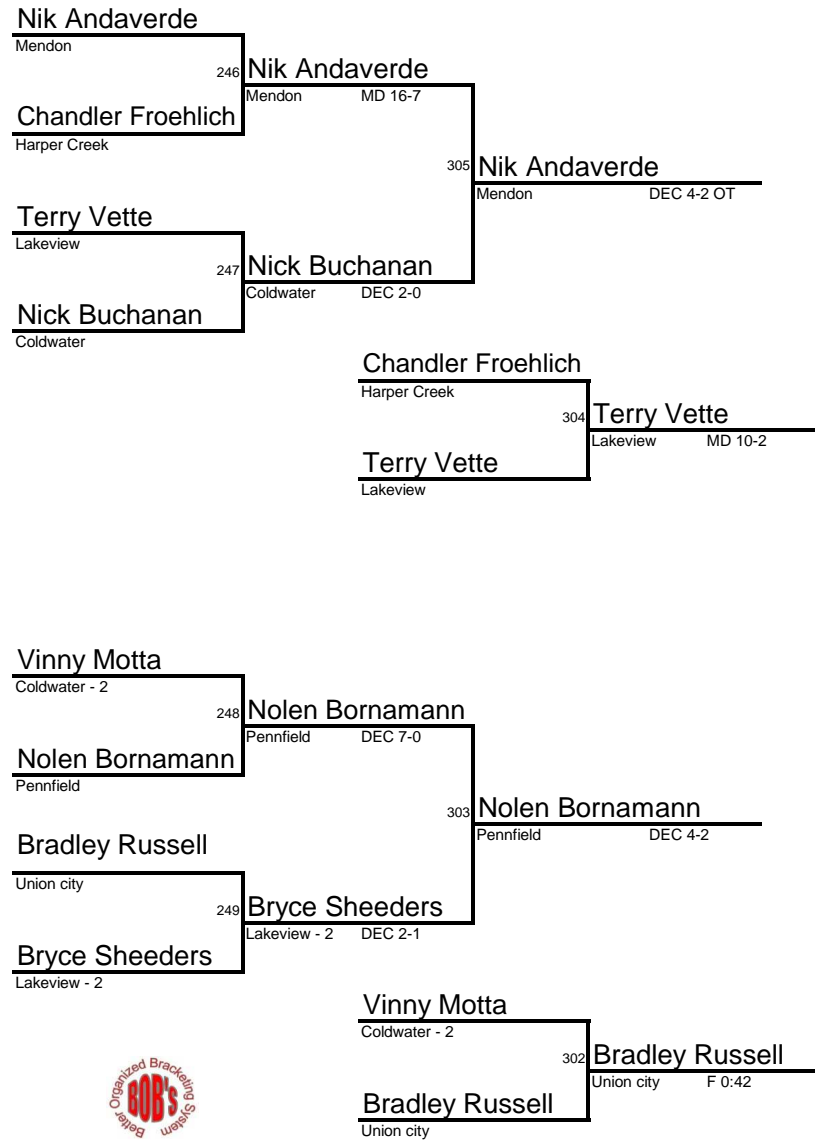 Nik Andaverde
Mendon
246 Nik Andaverde
Mendon MD 16-7
Chandler Froehlich
Harper Creek
305 Nik Andaverde
Mendon DEC 4-2 OT
Terry Vette
Lakeview
247 Nick Buchanan
Coldwater DEC 2-0
Nick Buchanan
Coldwater
Chandler Froehlich
Harper Creek
304 Terry Vette
Lakeview MD 10-2
Terry Vette
Lakeview
Vinny Motta
Coldwater - 2
248 Nolen Bornamann
Pennfield DEC 7-0
Nolen Bornamann
Pennfield
303 Nolen Bornamann
Pennfield DEC 4-2
Bradley Russell
Union city
249 Bryce Sheeders
Lakeview - 2 DEC 2-1
Bryce Sheeders
Lakeview - 2
Vinny Motta
Coldwater - 2
302 Bradley Russell
Union city F 0:42
Bradley Russell
Union city
Better Organized Bracketing System
BOB's